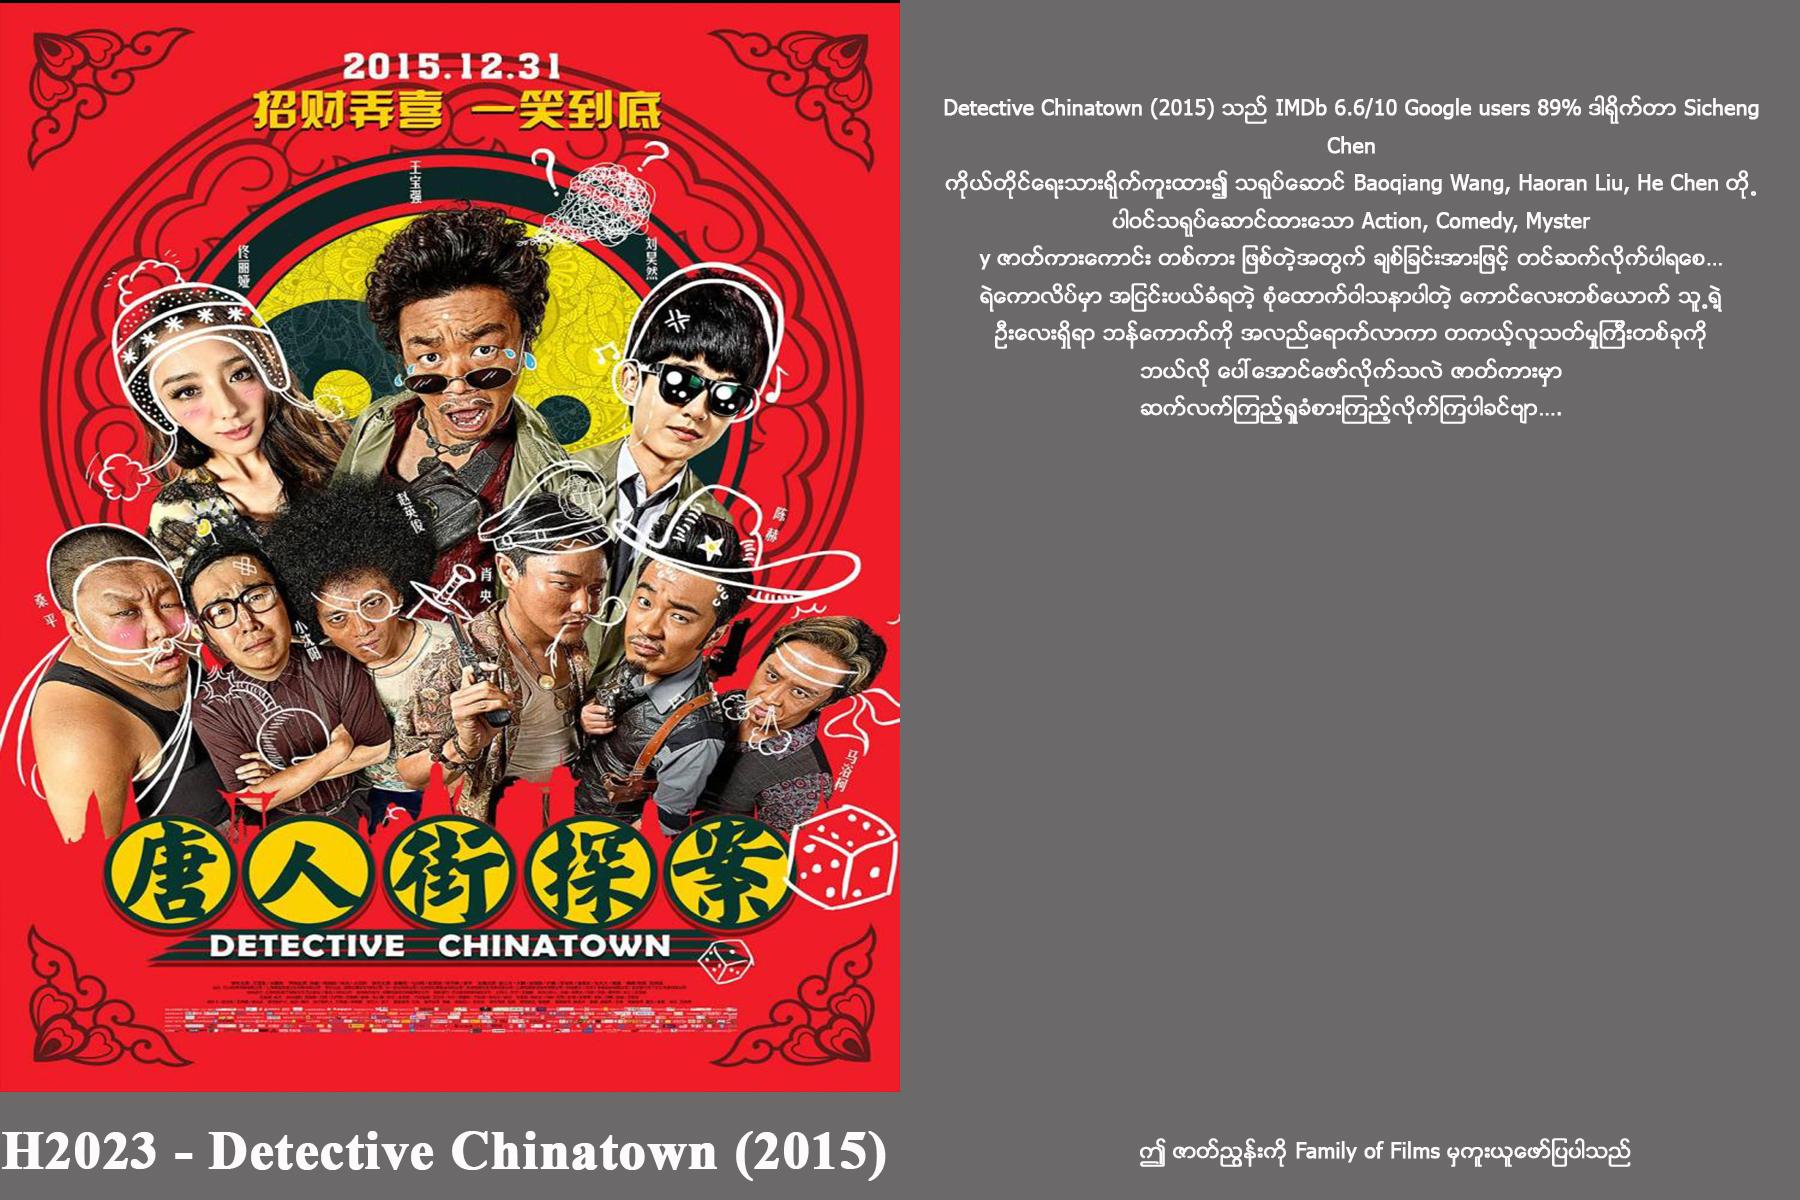 2015.12.31
招财弄喜 一笑到底
王宝强
刘昊然
佟丽娅
赵英俊
陈赫
肖央
桑平
小沈阳
马浴柯
唐人街探案
DETECTIVE CHINATOWN
H2023 - Detective Chinatown (2015)
Detective Chinatown (2015) သည် IMDb 6.6/10 Google users 89% ဒါရိုက်တာ Sicheng
Chen
ကိုယ်တိုင်ရေးသားရိုက်ကူးထား၍ သရုပ်ဆောင် Baoqiang Wang, Haoran Liu, He Chen တို့
ပါဝင်သရုပ်ဆောင်ထားသော Action, Comedy, Myster
y ဇာတ်ကားကောင်း တစ်ကား ဖြစ်တဲ့အတွက် ချစ်ခြင်းအားဖြင့် တင်ဆက်လိုက်ပါရစေ...
ရဲကောလိပ်မှာ အငြင်းပယ်ခံရတဲ့ စုံထောက်ဝါသနာပါတဲ့ ကောင်လေးတစ်ယောက် သူ့ရဲ့
ဦးလေးရှိရာ ဘန်ကောက်ကို အလည်ရောက်လာကာ တကယ့်လူသတ်မှုကြီးတစ်ခုကို
ဘယ်လို ပေါ်အောင်ဖော်လိုက်သလဲ ဇာတ်ကားမှာ
ဆက်လက်ကြည့်ရှုခံစားကြည့်လိုက်ကြပါခင်ဗျာ....
ဤ ဇာတ်ညွှန်းကို Family of Films မှကူးယူဖော်ပြပါသည်